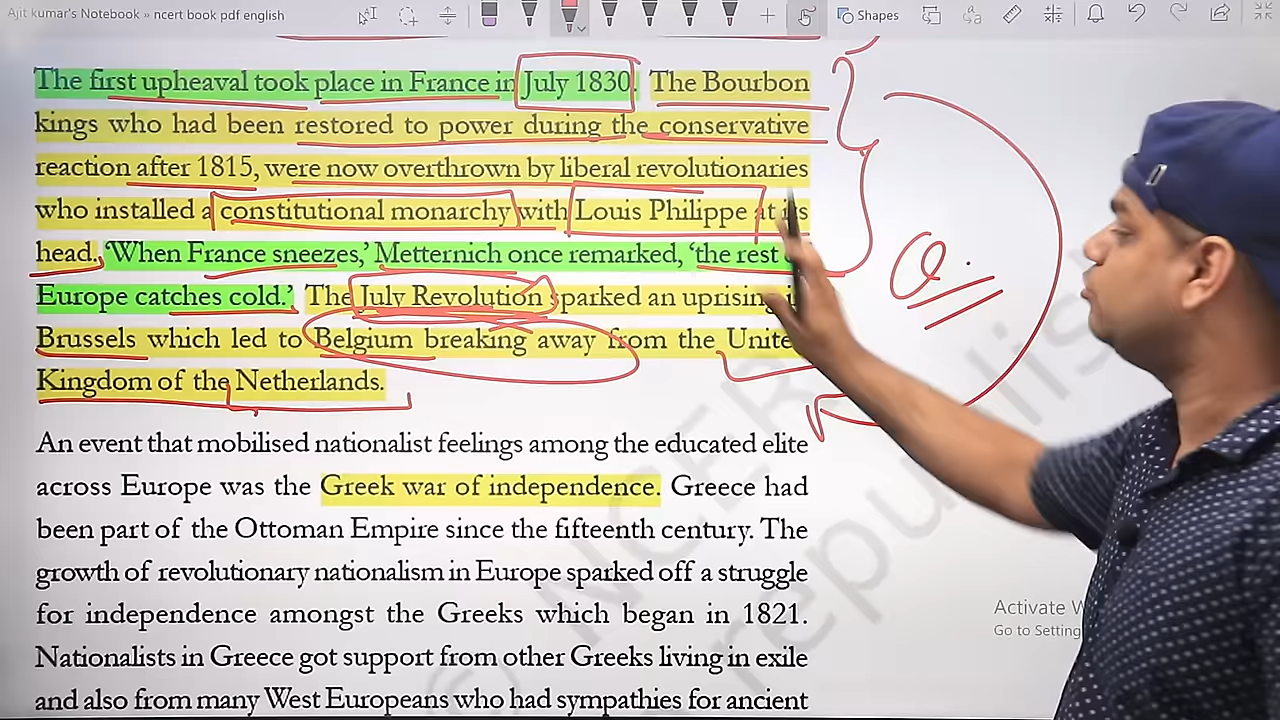 Ajit kumar's Notebook » ncert book pdf english
Shapes
The first upheaval took place in France in July 1830. The Bourbon
kings who had been restored to power during the conservative
reaction after 1815, were now overthrown by liberal revolutionaries
who installed a constitutional monarchy with Louis Philippe at its
head. 'When France sneezes,' Metternich once remarked, 'the rest
Europe catches cold.' The July Revolution sparked an uprising
Brussels which led to Belgium breaking away from the United
Kingdom of the Netherlands.
An event that mobilised nationalist feelings among the educated elite
across Europe was the Greek war of independence. Greece had
been part of the Ottoman Empire since the fifteenth century. The
growth of revolutionary nationalism in Europe sparked off a struggle
for independence amongst the Greeks which began in 1821.
Nationalists in Greece got support from other Greeks living in exile
and also from many West Europeans who had sympathies for ancient
© NCERT
republis
Activate W
Go to Setting